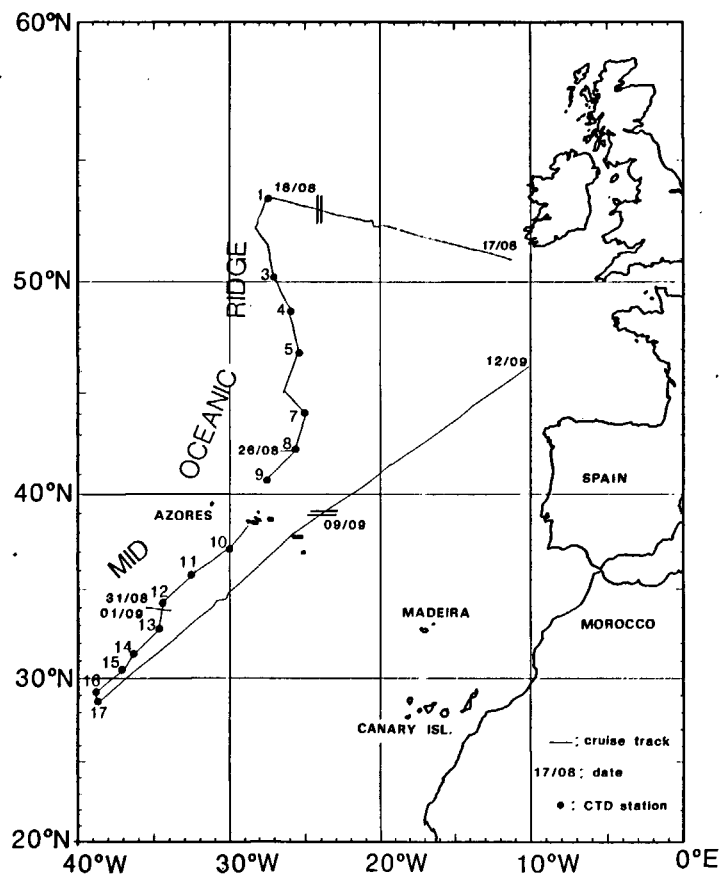 60°N
1
18/08
17/08
RIDGE
3
50°N
4
5
12/09
OCEANIC
7
8
26/08
9
SPAIN
40°N
AZORES
09/09
10
MID
11
12
31/08
01/09
13
MADEIRA
MOROCCO
14
15
30°N
16
17
CANARY ISL.
: cruise track
17/08 : date
: CTD station
20°N
40°W
30°W
20°W
10°W
0°E